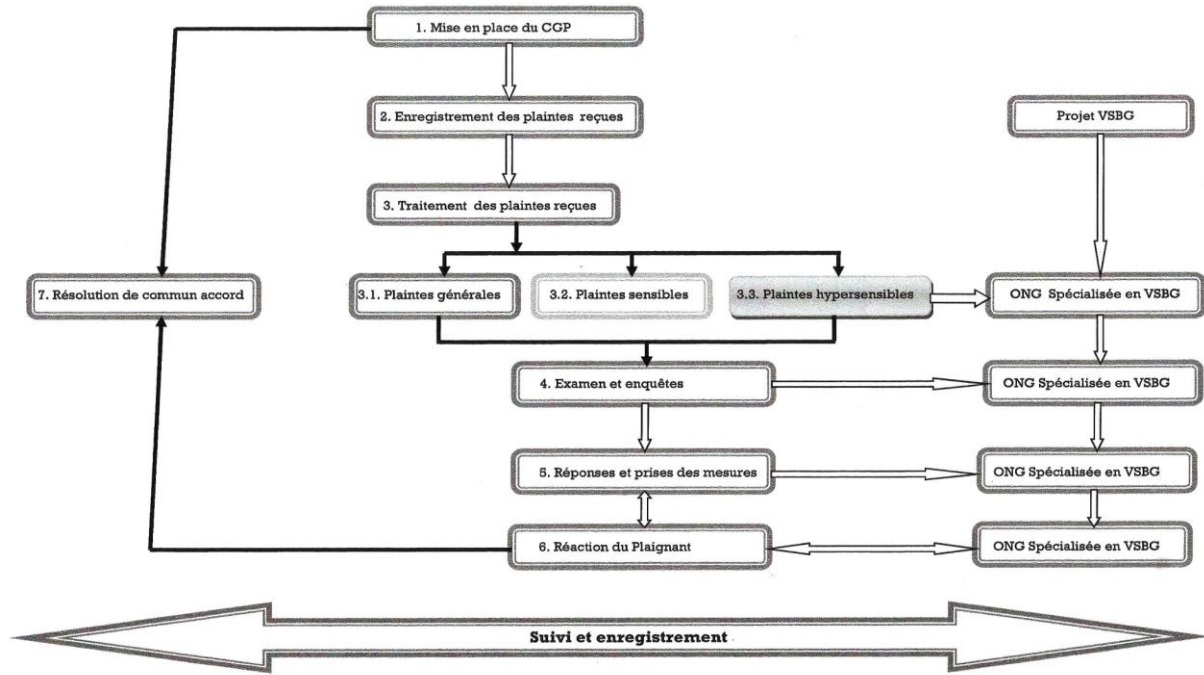 1. Mise en place du CGP
2. Enregistrement des plaintes reçues
Projet VSBG
3. Traitement des plaintes reçues
7. Résolution de commun accord
3.1. Plaintes générales
3.2. Plaintes sensibles
3.3. Plaintes hypersensibles
ONG Spécialisée en VSBG
4. Examen et enquêtes
ONG Spécialisée en VSBG
5. Réponses et prises des mesures
ONG Spécialisée en VSBG
6. Réaction du Plaignant
ONG Spécialisée en VSBG
Suivi et enregistrement